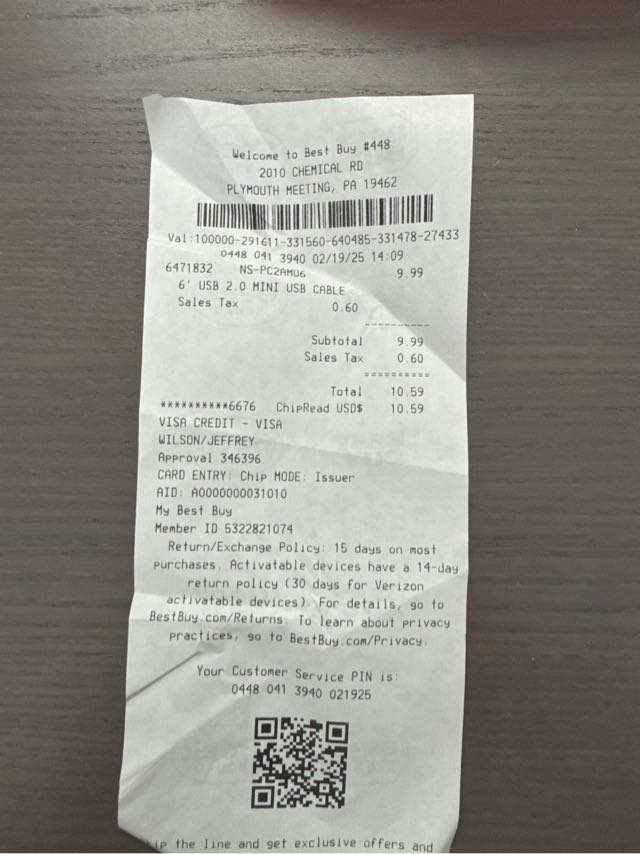 Welcome to Best Buy #448
2010 CHEMICAL RD
PLYMOUTH MEETING, PA 19462
Val:100000-291611-331560-640485-331478-27433
0448 041 3940 02/19/25 14:09
6471832 NS-PC2AMU6 9.99
6' USB 2.0 MINI USB CABLE
Sales Tax 0.60
----------
Subtotal 9.99
Sales Tax 0.60
==========
Total 10.59
**********6676 ChipRead USD$ 10.59
VISA CREDIT - VISA
WILSON/JEFFREY
Approval 346396
CARD ENTRY: Chip MODE: Issuer
AID: A0000000031010
My Best Buy
Member ID 5322821074
Return/Exchange Policy: 15 days on most
purchases. Activatable devices have a 14-day
return policy (30 days for Verizon
activatable devices). For details, go to
BestBuy.com/Returns. To learn about privacy
practices, go to BestBuy.com/Privacy.
Your Customer Service PIN is:
0448 041 3940 021925
the line and get exclusive offers and